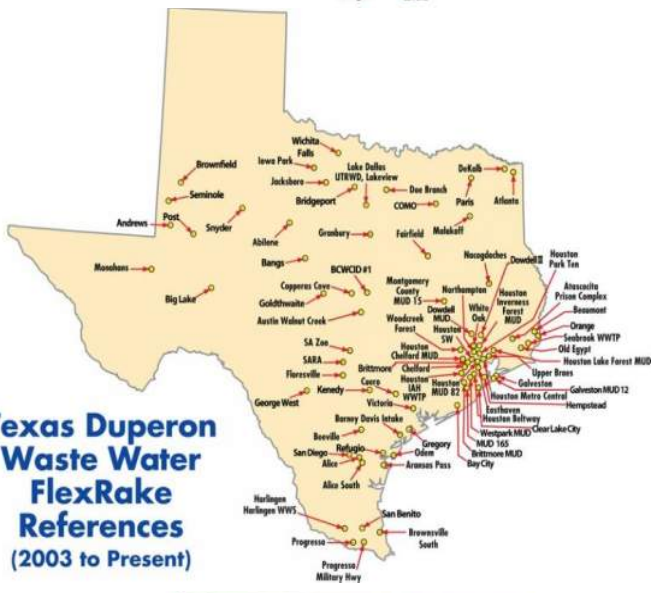 Wichita
Falls
Iowa Park
Lake Dallas
UTRWD, Lakeview
DeKalb
Brownfield
Jacksboro
Doe Branch
Bridgeport
COMO
Paris
Atlanta
Seminole
Andrews
Post
Snyder
Abilene
Granbury
Fairfield
Malakoff
Nacogdoches
Dowdell II
Houston
Park Ten
Monahans
Bangs
BCWCID #1
Big Lake
Copperas Cove
Goldthwaite
Austin Walnut Creek
Montgomery
County
MUD 15
Northampton
Dowdell
MUD
White
Oak
Houston
Inverness
Forest
MUD
Atascocita
Prison Complex
Beaumont
Orange
Seabrook WWTP
Old Egypt
Houston Lake Forest MUD
Woodcreek
Forest
Houston
SW
Houston
Chelford MUD
SA Zoo
SARA
Floresville
Brittmore
Chelford
Houston
IAH
WWTP
Houston
MUD 82
Upper Braes
Galveston
Galveston MUD 12
Houston Metro Central
Hempstead
Easthaven
Houston Beltway
Clear Lake City
Westpark MUD
MUD 165
Brittmore MUD
Bay City
George West
Kenedy
Cuero
Victoria
Barney Davis Intake
Beeville
Gregory
San Diego
Refugio
Odem
Alice
Aransas Pass
Alice South
Harlingen
Harlingen WWS
San Benito
Progresso
Brownsville
South
Progresso
Military Hwy
exas Duperon
Waste Water
FlexRake
References
(2003 to Present)